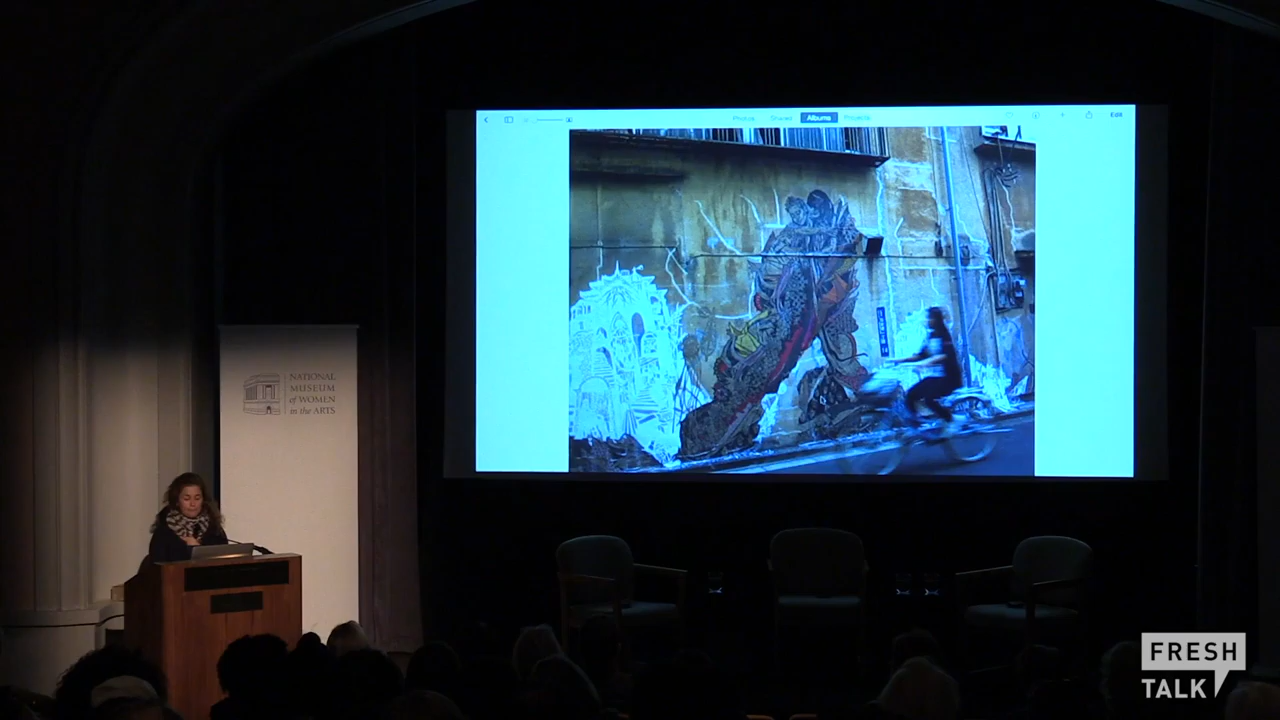 Photos
Shared
Albums
Projects
Edit
NATIONAL
MUSEUM
of WOMEN
in the ARTS
FRESH
TALK